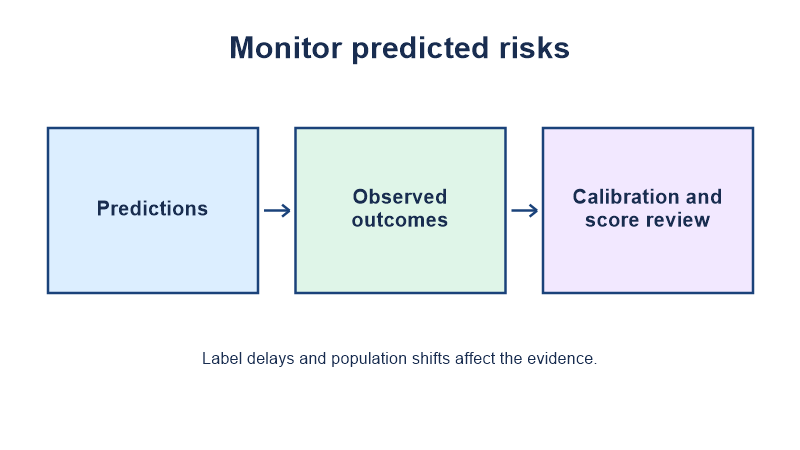 Monitor predicted risks
Predictions
Observed
outcomes
Calibration and
score review
Label delays and population shifts affect the evidence.